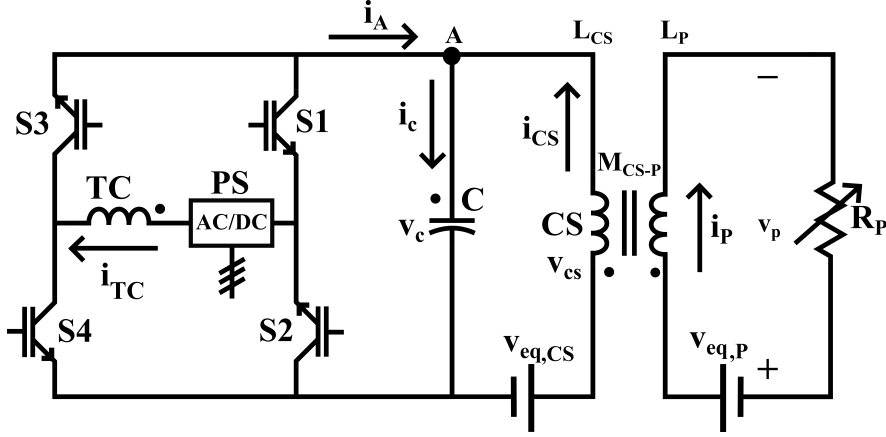 i_A
A
L_CS
L_P
−
S3
S1
i_c
i_CS
M_CS-P
TC
PS
AC/DC
C
v_c
CS
v_cs
i_P
v_p
R_P
i_TC
S4
S2
v_eq,CS
v_eq,P
+